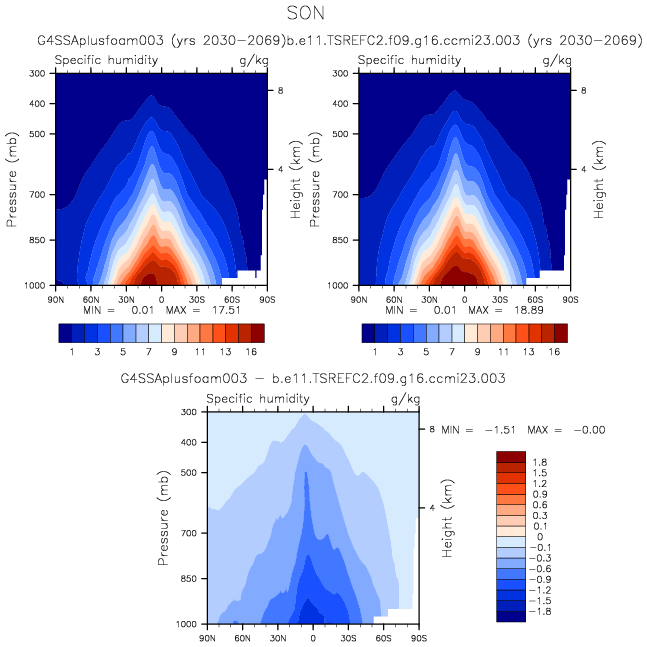 SON
G4SSAplusfoam003 (yrs 2030−2069)b.e11.TSREFC2.f09.g16.ccmi23.003 (yrs 2030−2069)
Specific humidity g/kg Specific humidity g/kg
300 300
400 8 400 8
500 500
4 4
700 700
850 850
1000 1000
Pressure (mb) Height (km) Pressure (mb) Height (km)
90N 60N 30N 0 30S 60S 90S 90N 60N 30N 0 30S 60S 90S
MIN = 0.01 MAX = 17.51 MIN = 0.01 MAX = 18.89
1 3 5 7 9 11 13 16 1 3 5 7 9 11 13 16
G4SSAplusfoam003 − b.e11.TSREFC2.f09.g16.ccmi23.003
Specific humidity g/kg
300
400 8
500
4
700
850
1000
Pressure (mb) Height (km)
90N 60N 30N 0 30S 60S 90S
MIN = −1.51 MAX = −0.00
1.8
1.5
1.2
0.9
0.6
0.3
0.1
0
−0.1
−0.3
−0.6
−0.9
−1.2
−1.5
−1.8